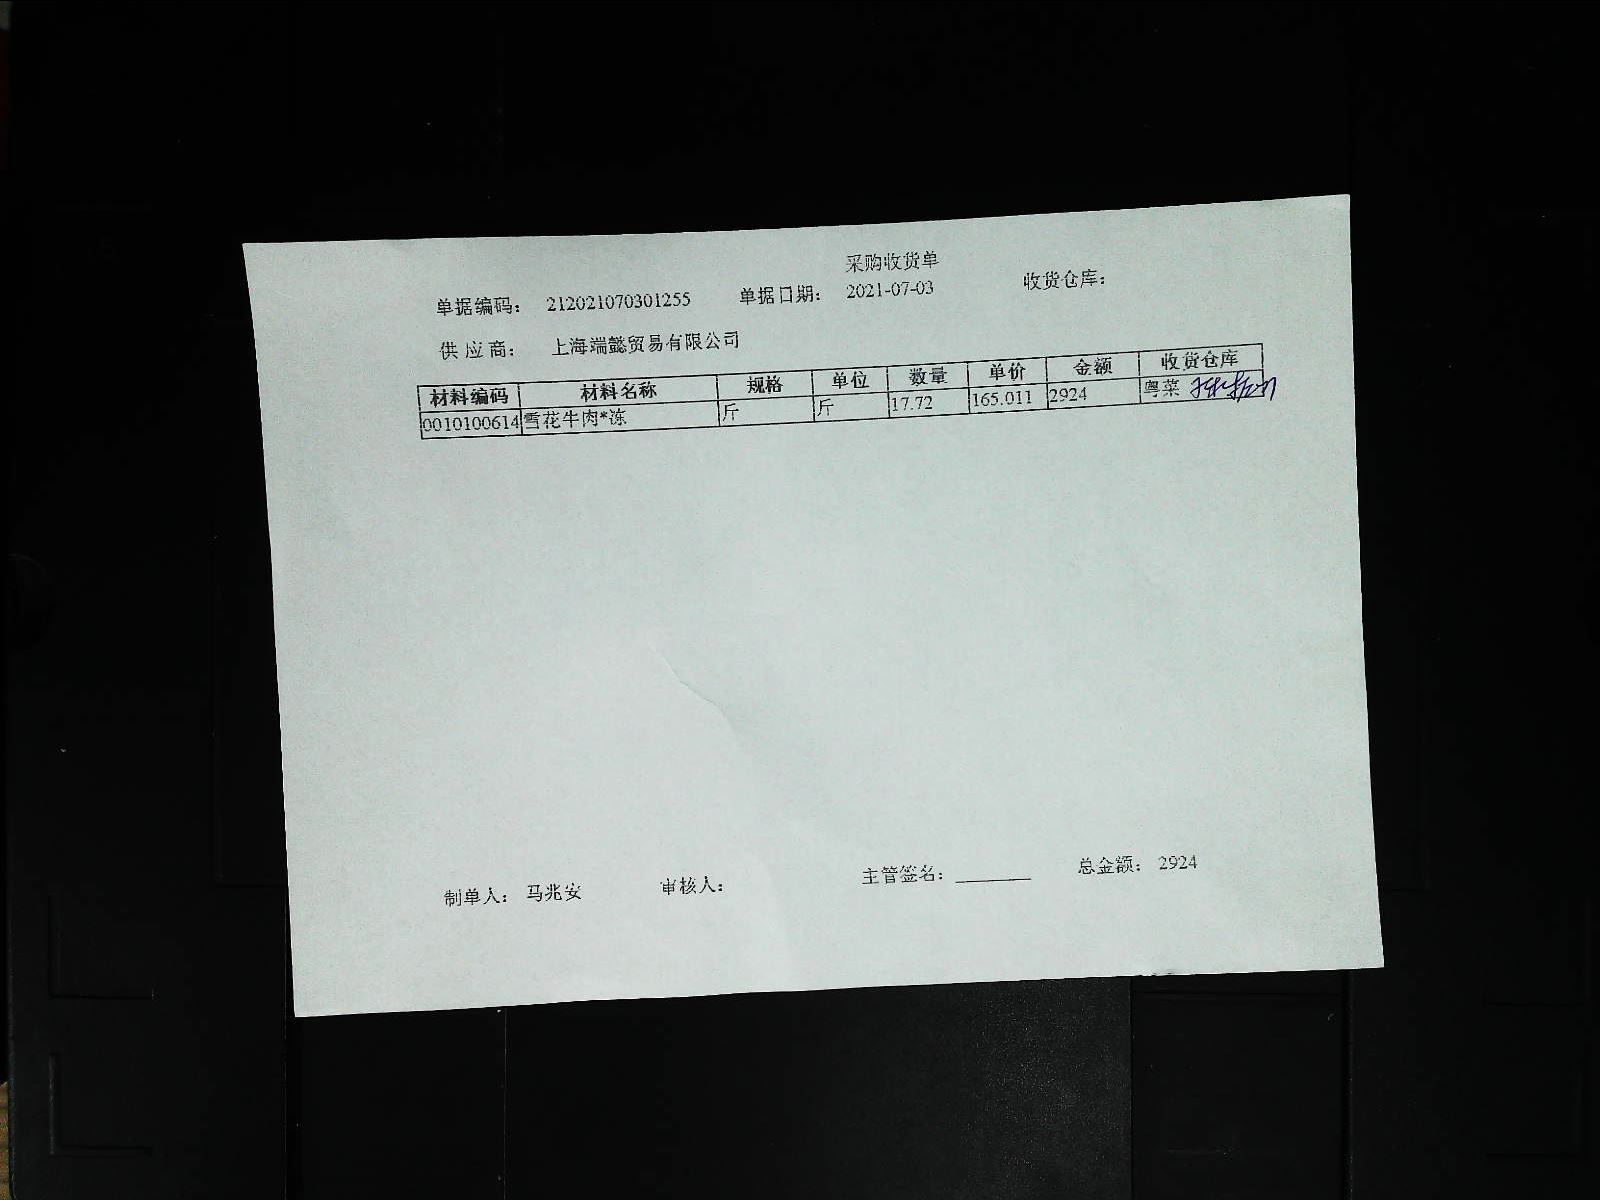 采购收货单
单据编码: 212021070301255 单据日期: 2021-07-03 收货仓库:
供应商: 上海端懿贸易有限公司
材料编码 材料名称 规格 单位 数量 单价 金额 收货仓库
0010100614 雪花牛肉*冻 斤 斤 17.72 165.011 2924 粤菜
制单人: 马兆安 审核人: 主管签名: 总金额: 2924